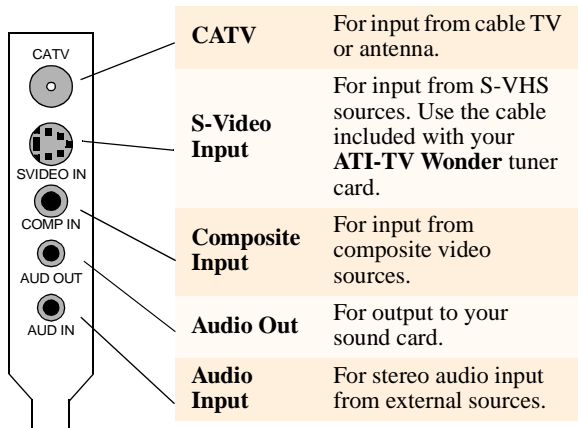 CATV
SVIDEO IN
COMP IN
AUD OUT
AUD IN
CATV
For input from cable TV
or antenna.
S-Video
Input
For input from S-VHS
sources. Use the cable
included with your
ATI-TV Wonder tuner
card.
Composite
Input
For input from
composite video
sources.
Audio Out
For output to your
sound card.
Audio
Input
For stereo audio input
from external sources.